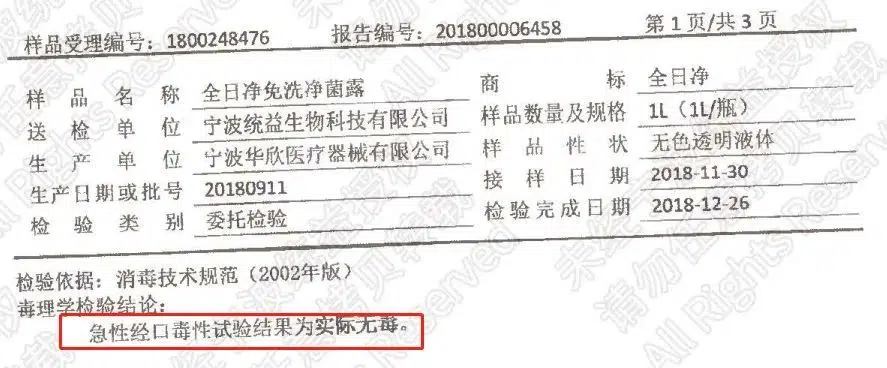 样品受理编号：1800248476 报告编号：201800006458 第 1 页/共 3 页
样品名称 全日净免洗净菌露 商标 全日净
送检单位 宁波统益生物科技有限公司 样品数量及规格 1L（1L/瓶）
生产单位 宁波华欣医疗器械有限公司 样品性状 无色透明液体
生产日期或批号 20180911 接样日期 2018-11-30
检验类别 委托检验 检验完成日期 2018-12-26
检验依据：消毒技术规范（2002年版）
毒理学检验结论：
急性经口毒性试验结果为实际无毒。
未经授权
请勿拷贝转载
All Rights Reserved